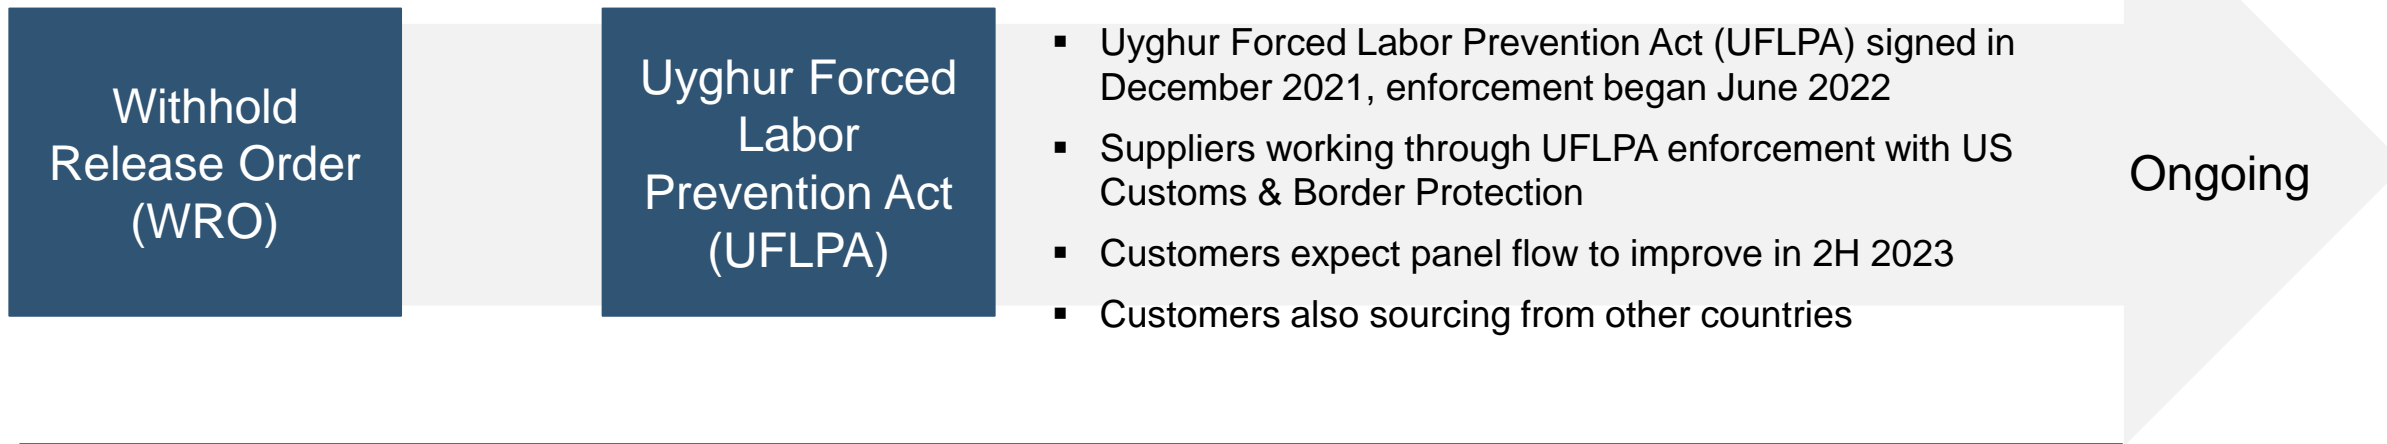 Withhold
Release Order
(WRO)
Uyghur Forced
Labor
Prevention Act
(UFLPA)
▪ Uyghur Forced Labor Prevention Act (UFLPA) signed in
December 2021, enforcement began June 2022
▪ Suppliers working through UFLPA enforcement with US
Customs & Border Protection
▪ Customers expect panel flow to improve in 2H 2023
▪ Customers also sourcing from other countries
Ongoing